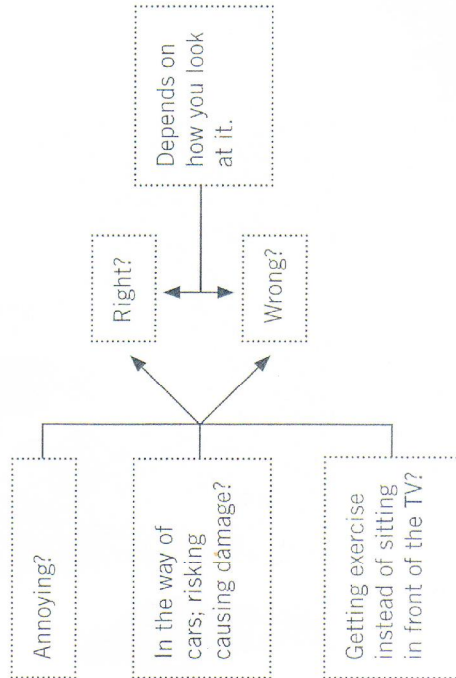 Annoying?
In the way of
cars; risking
causing damage?
Getting exercise
instead of sitting
in front of the TV?
Right?
Wrong?
Depends on
how you look
at it.